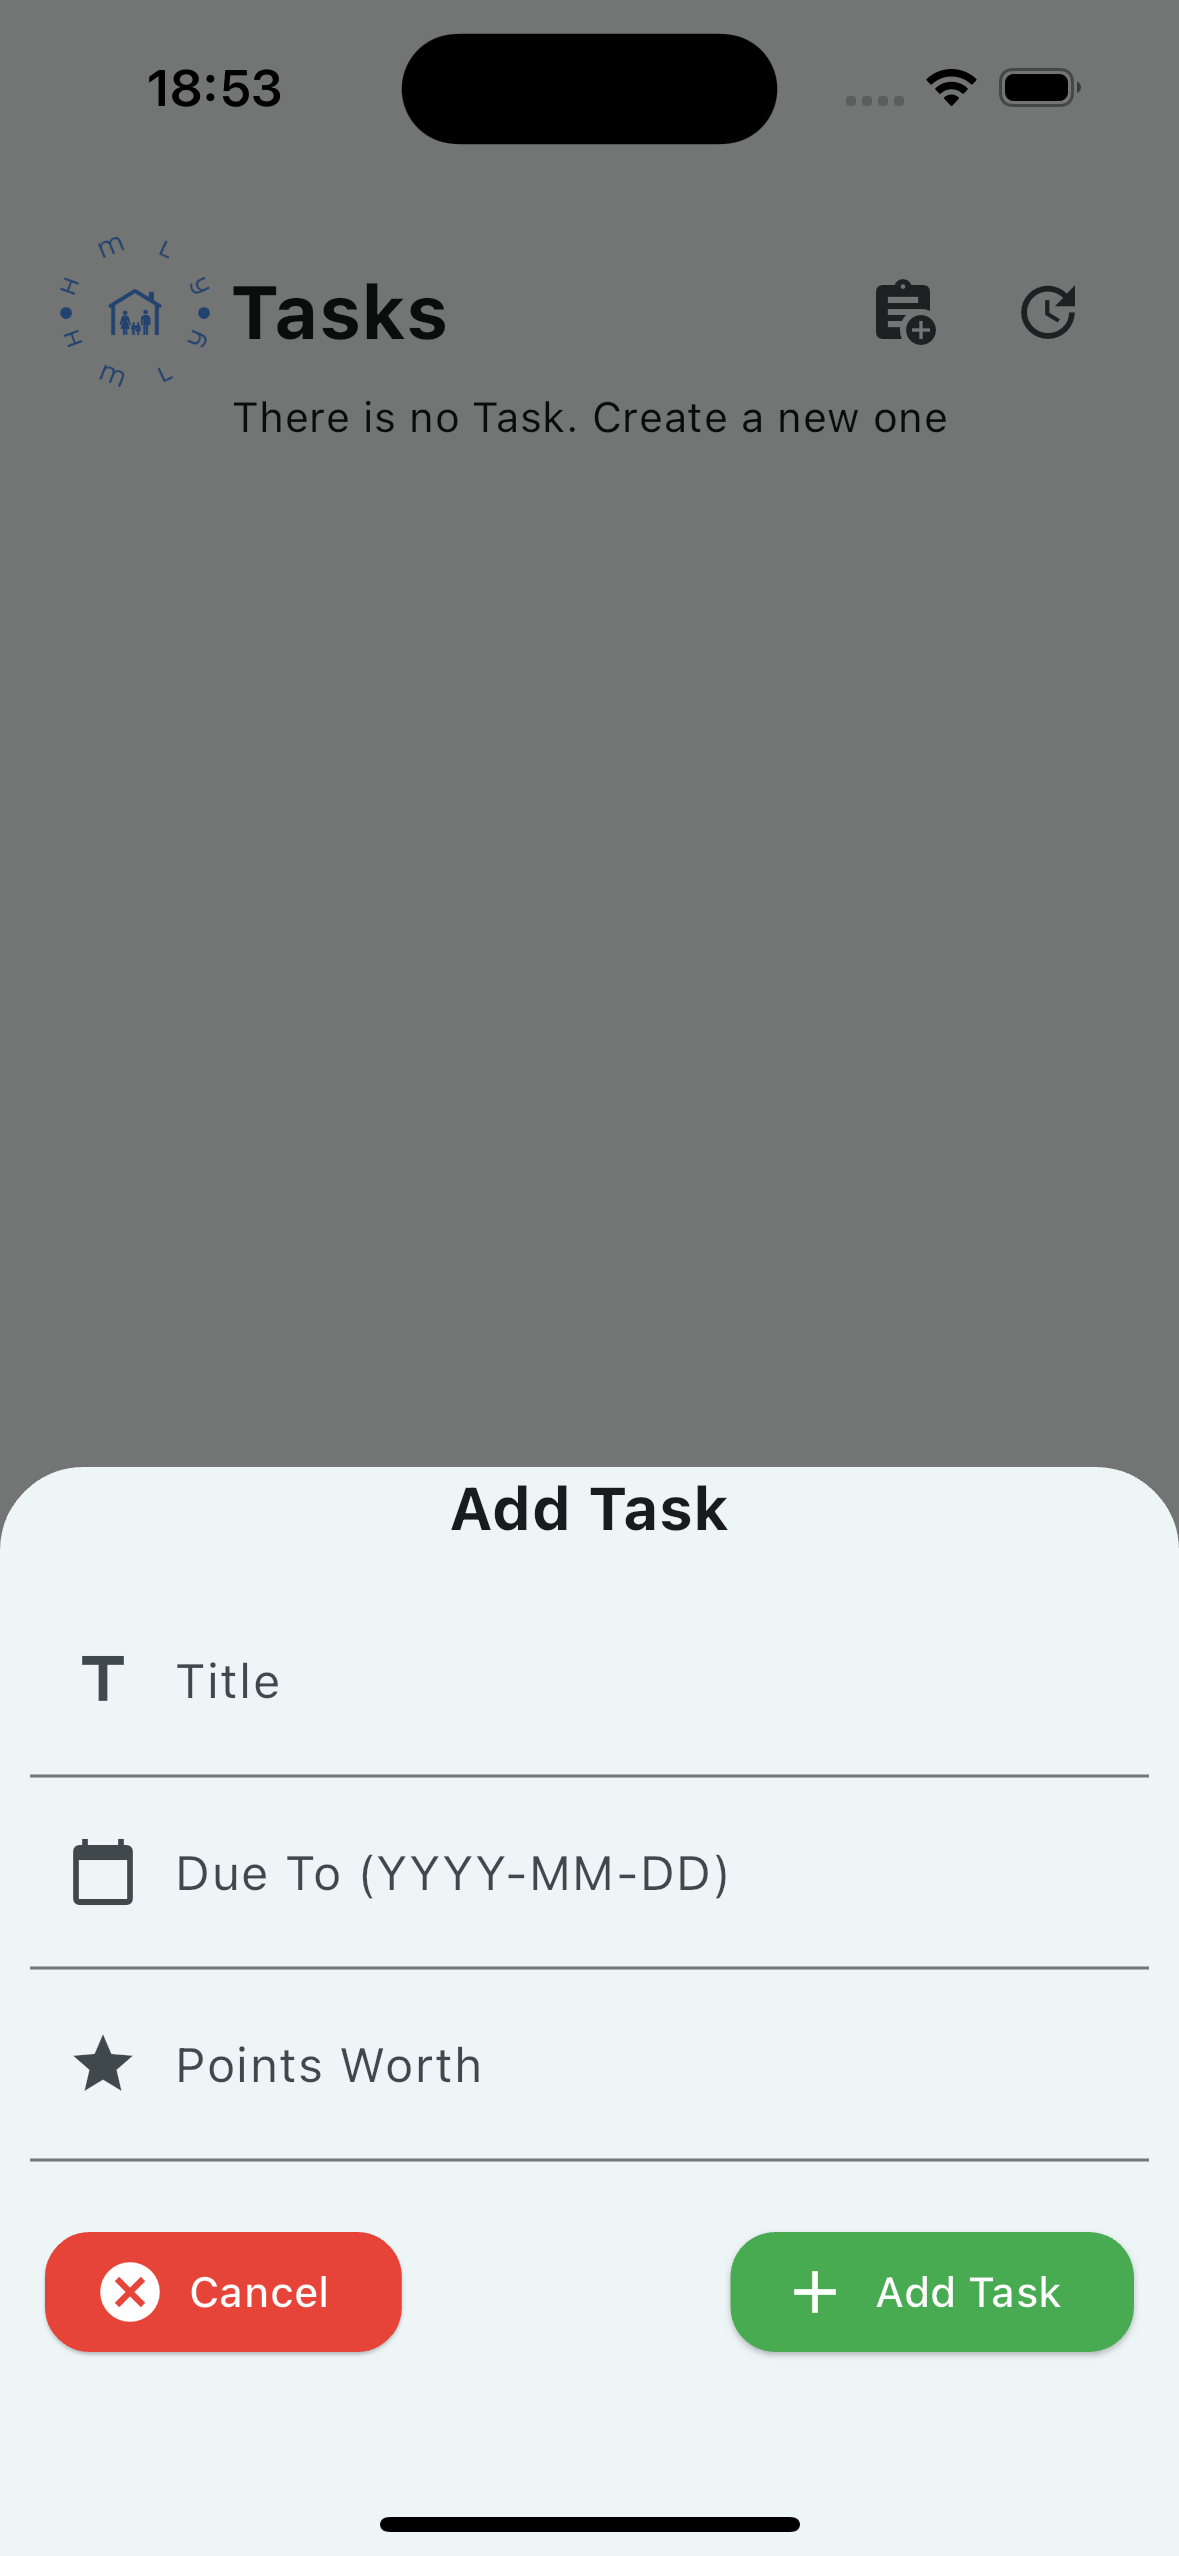 18:53
H m L y
Tasks
H m L y
There is no Task. Create a new one
Add Task
Title
Due To (YYYY-MM-DD)
Points Worth
Cancel
Add Task